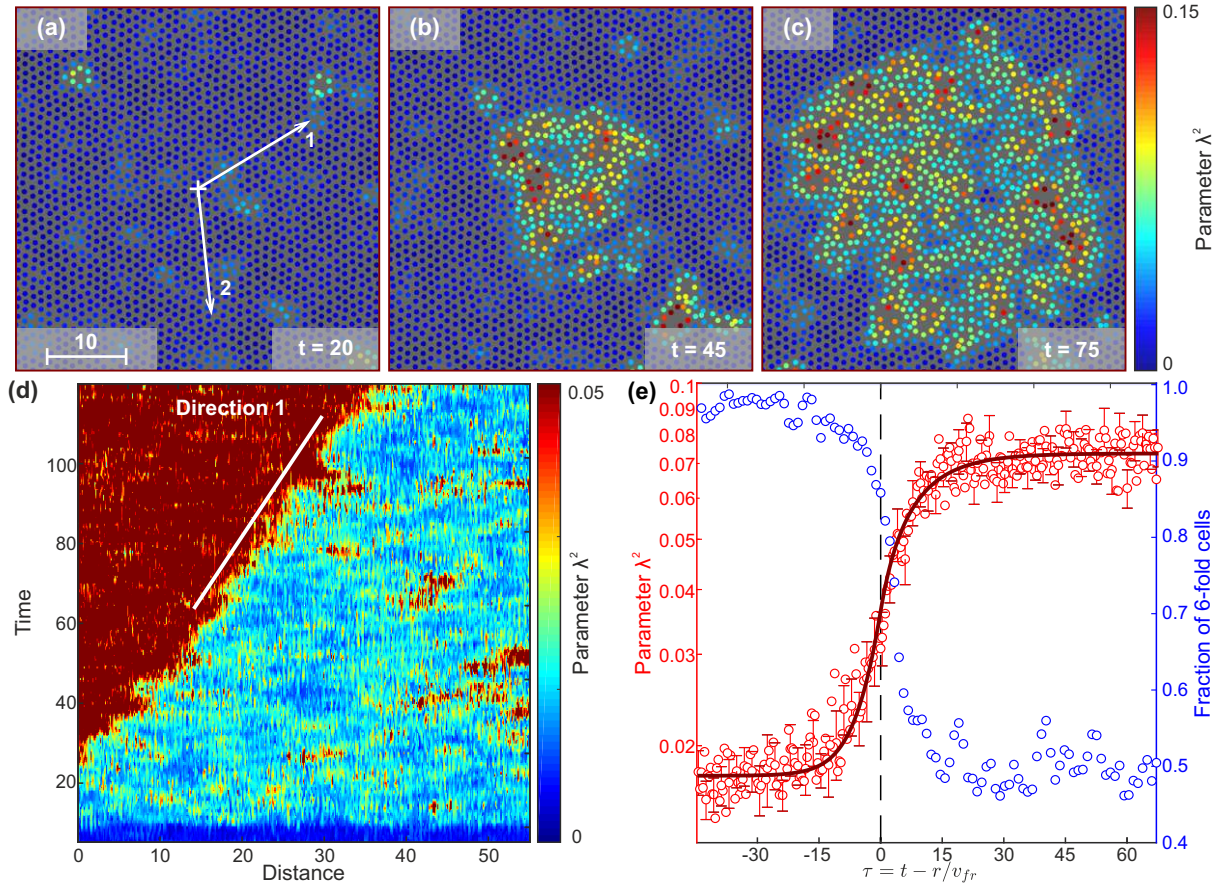 (a)
1
2
10
t = 20
(b)
t = 45
(c)
t = 75
0.15
Parameter λ²
0
(d)
Direction 1
Time
100
80
60
40
20
0 10 20 30 40 50
Distance
0.05
Parameter λ²
0
(e)
Parameter λ²
0.1
0.09
0.08
0.07
0.06
0.05
0.04
0.03
0.02
-30 -15 0 15 30 45 60
τ = t − r/v_{fr}
1.0
0.9
0.8
0.7
0.6
0.5
0.4
Fraction of 6-fold cells